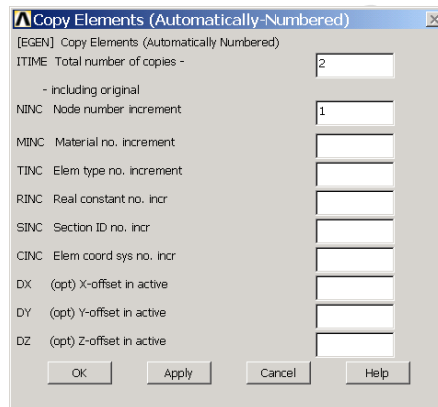 Copy Elements (Automatically-Numbered)
[EGEN] Copy Elements (Automatically Numbered)
ITIME Total number of copies - 2
- including original
NINC Node number increment 1
MINC Material no. increment
TINC Elem type no. increment
RINC Real constant no. incr
SINC Section ID no. incr
CINC Elem coord sys no. incr
DX (opt) X-offset in active
DY (opt) Y-offset in active
DZ (opt) Z-offset in active
OK Apply Cancel Help